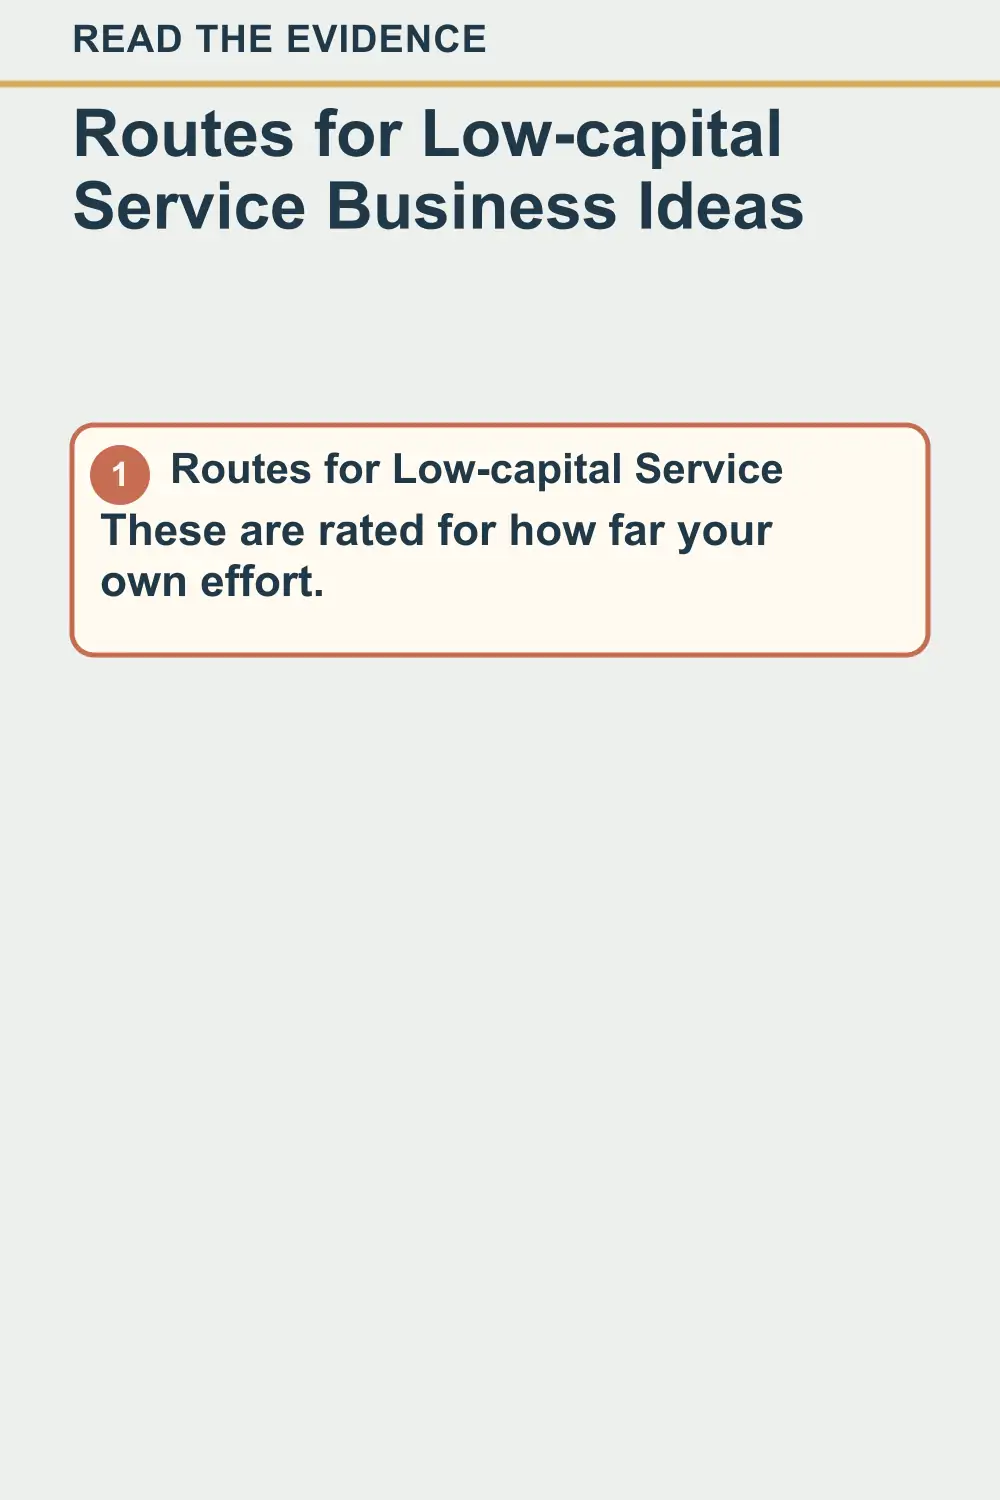 READ THE EVIDENCE
Routes for Low-capital
Service Business Ideas
1 Routes for Low-capital Service
These are rated for how far your
own effort.